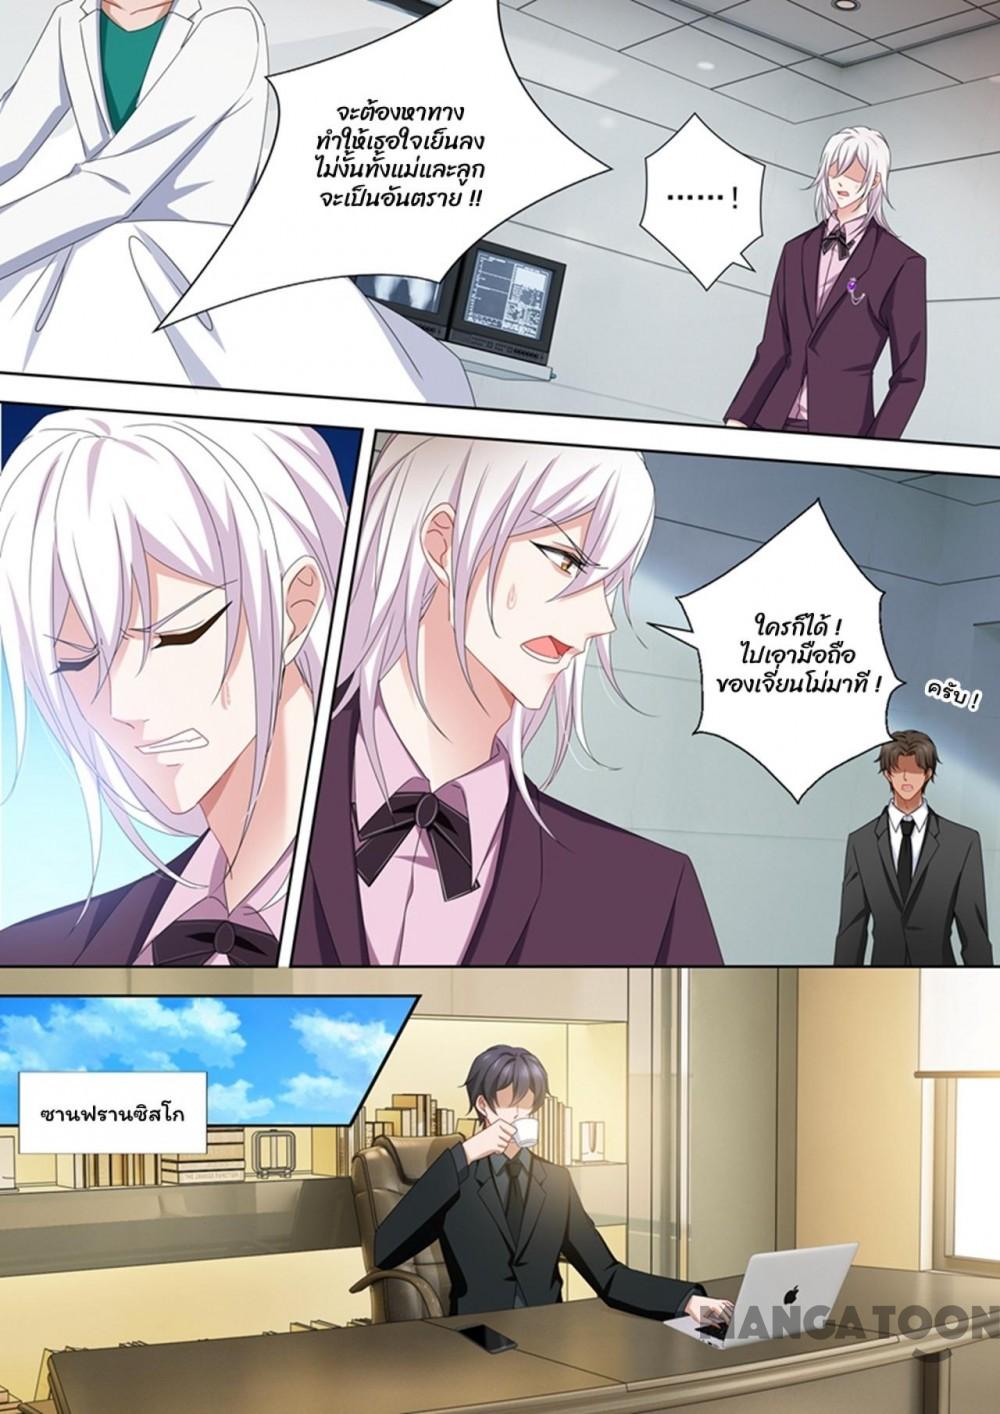 จะต้องหาทาง
ทำให้เธอใจเย็นลง
ไม่งั้นทั้งแม่และลูก
จะเป็นอันตราย !!
...... !
ใครก็ได้ !
ไปเอามือถือ
ของเจี่ยนโม่มาที !
ครับ !
ซานฟรานซิสโก
MANGATOON